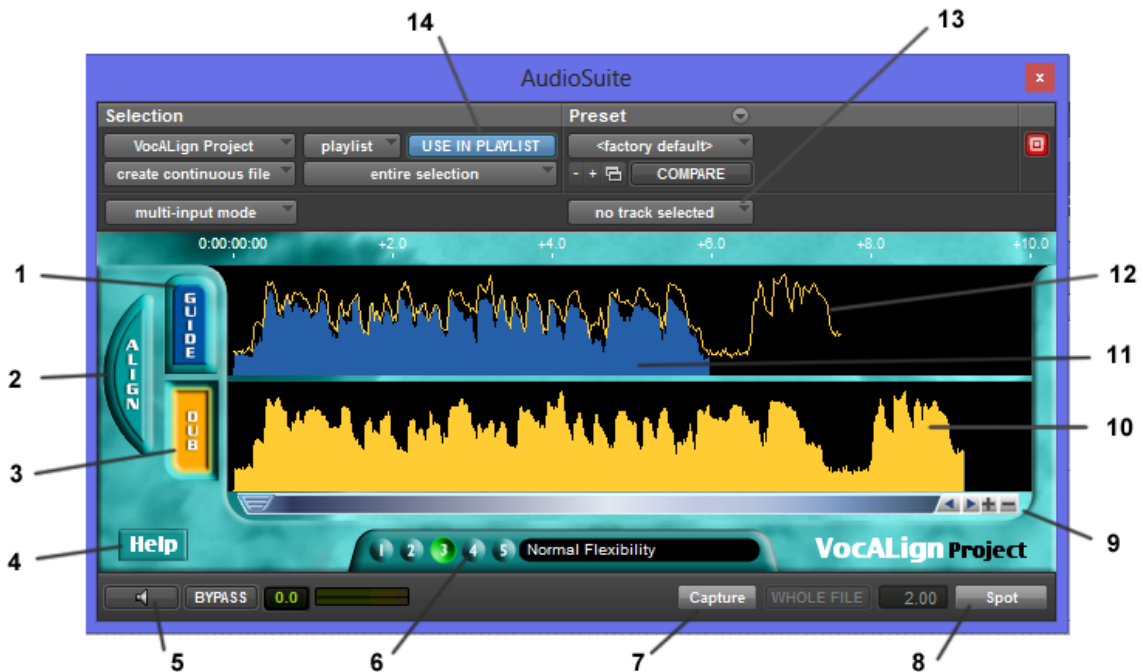 14
13
AudioSuite
x
Selection
Preset
VocALign Project
playlist
USE IN PLAYLIST
<factory default>
create continuous file
entire selection
- +
COMPARE
multi-input mode
no track selected
0:00:00:00
+2.0
+4.0
+6.0
+8.0
+10.0
1
GUIDE
12
2
ALIGN
11
3
DUB
10
4
Help
1
2
3
4
5
Normal Flexibility
VocALign Project
9
BYPASS
0.0
Capture
WHOLE FILE
2.00
Spot
5
6
7
8